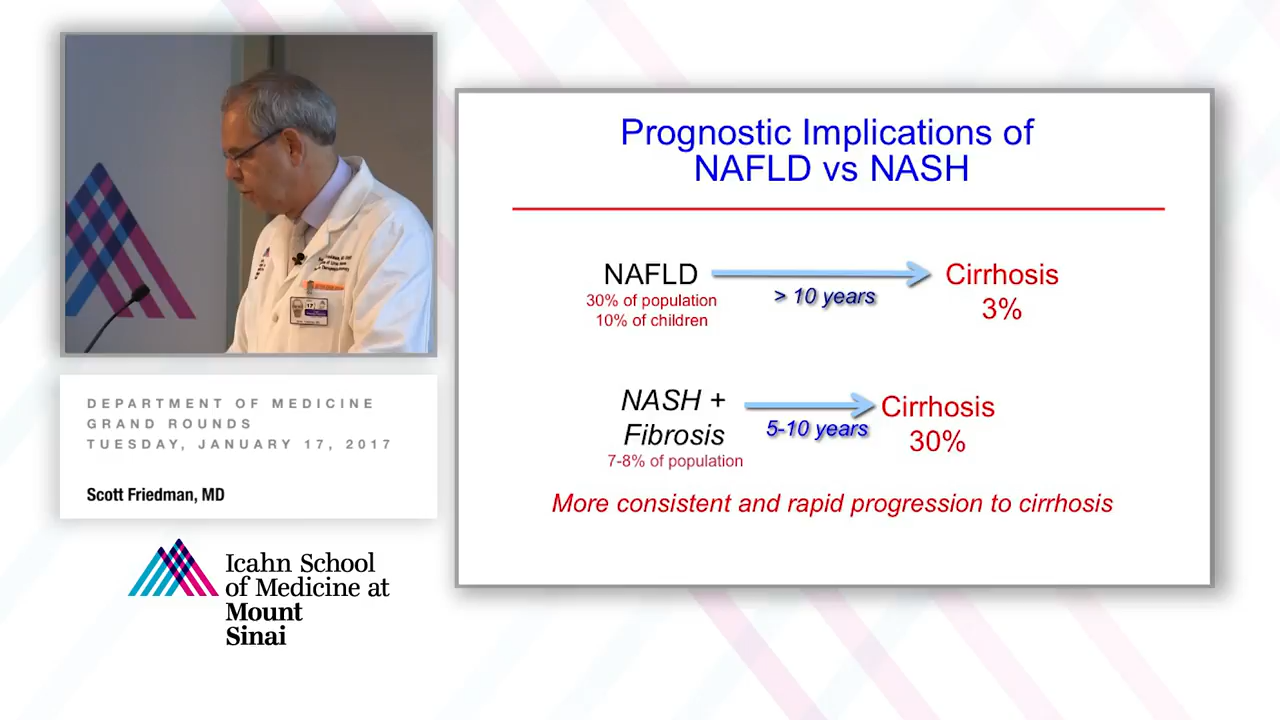 DEPARTMENT OF MEDICINE
GRAND ROUNDS
TUESDAY, JANUARY 17, 2017
Scott Friedman, MD
Icahn School
of Medicine at
Mount
Sinai
Prognostic Implications of
NAFLD vs NASH
NAFLD
30% of population
10% of children
> 10 years
Cirrhosis
3%
NASH +
Fibrosis
7-8% of population
5-10 years
Cirrhosis
30%
More consistent and rapid progression to cirrhosis